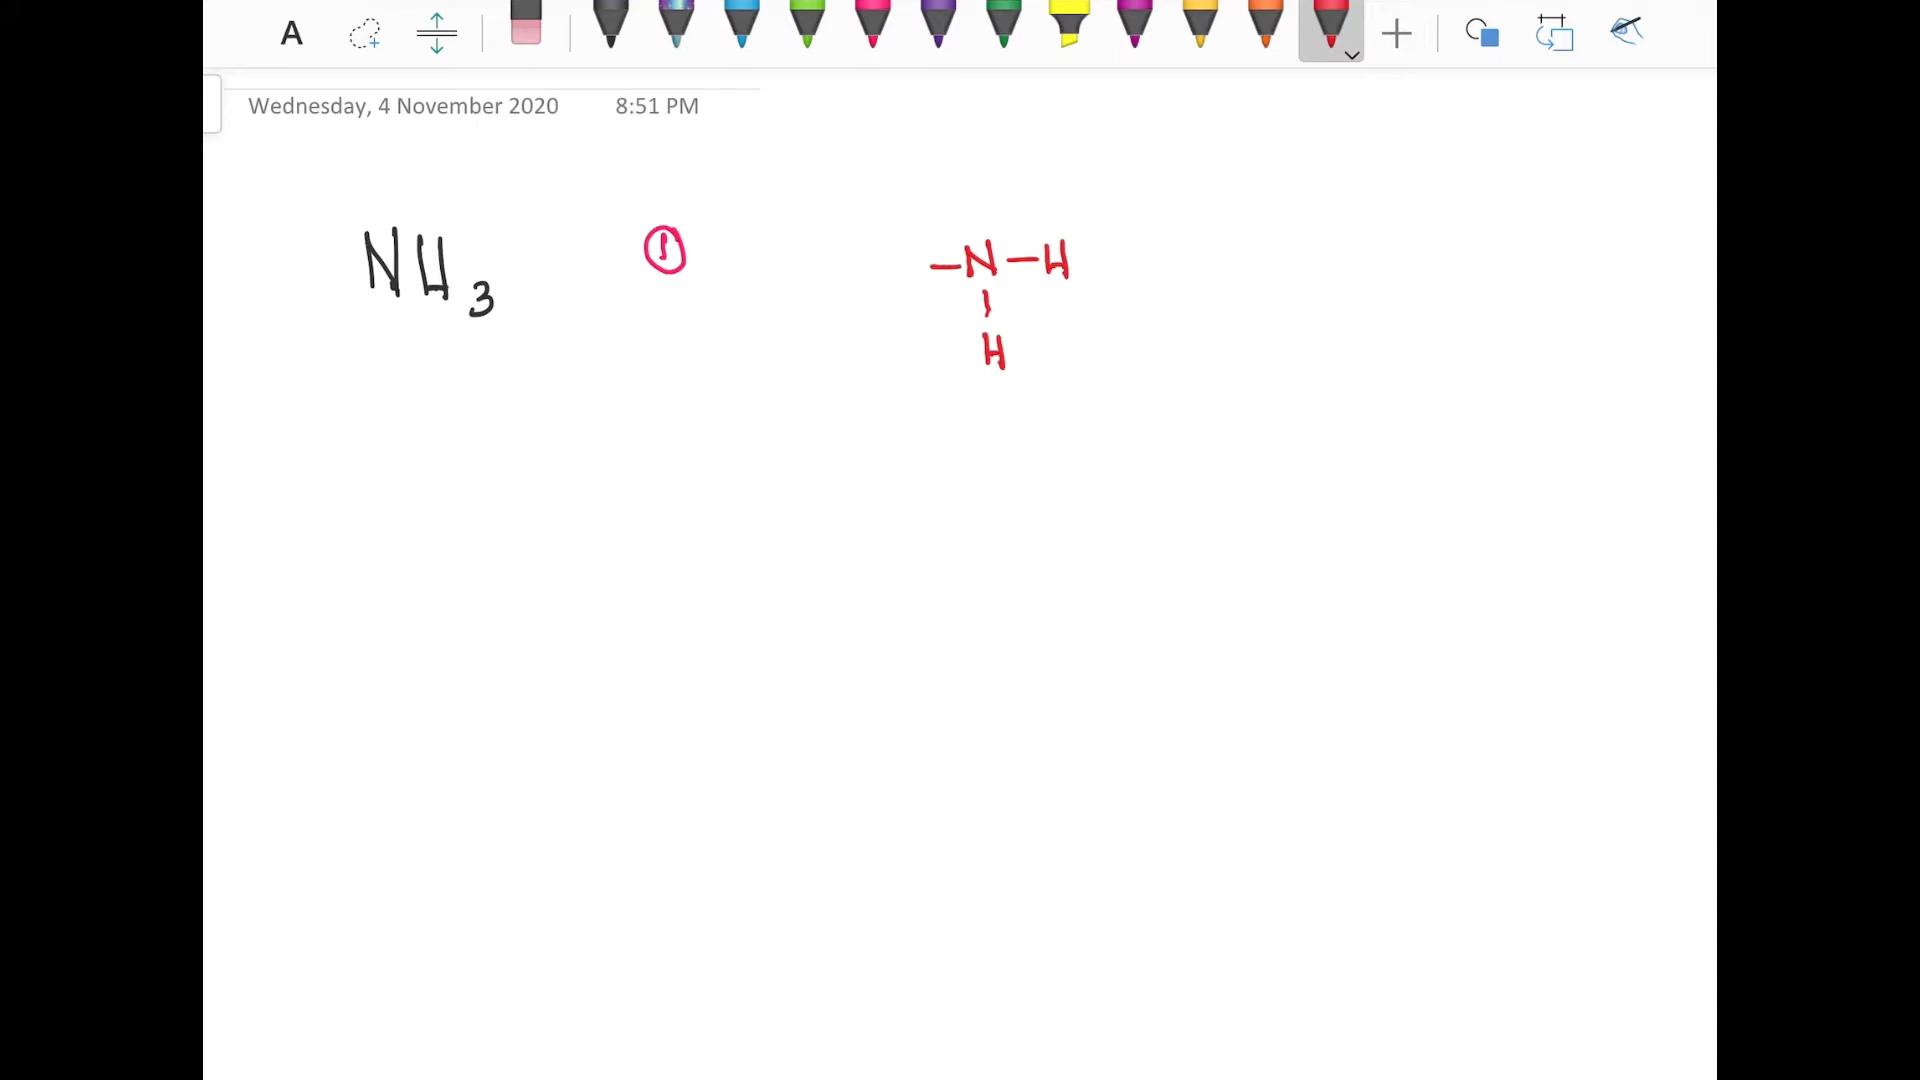 A
Wednesday, 4 November 2020 8:51 PM
NH3 ① –N–H
|
H